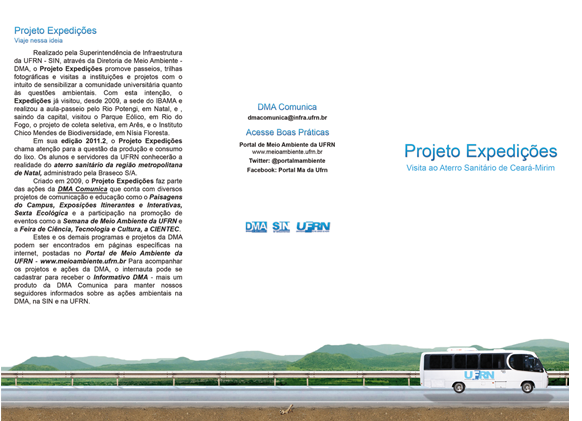 Projeto Expedições
Viaje nessa ideia
Realizado pela Superintendência de Infraestrutura
da UFRN - SIN, através da Diretoria de Meio Ambiente -
DMA, o Projeto Expedições promove passeios, trilhas
fotográficas e visitas a instituições e projetos com o
intuito de sensibilizar a comunidade universitária quanto
às questões ambientais. Com esta intenção, o
Expedições já visitou, desde 2009, a sede do IBAMA e
realizou a aula-passeio pelo Rio Potengi, em Natal, e ,
saindo da capital, visitou o Parque Eólico, em Rio do
Fogo, o projeto de coleta seletiva, em Arês, e o Instituto
Chico Mendes de Biodiversidade, em Nísia Floresta.
Em sua edição 2011.2, o Projeto Expedições
chama atenção para a questão da produção e consumo
do lixo. Os alunos e servidores da UFRN conhecerão a
realidade do aterro sanitário da região metropolitana
de Natal, administrado pela Braseco S/A.
Criado em 2009, o Projeto Expedições faz parte
das ações da DMA Comunica que conta com diversos
projetos de comunicação e educação como o Paisagens
do Campus, Exposições Itinerantes e Interativas,
Sexta Ecológica e a participação na promoção de
eventos como a Semana de Meio Ambiente da UFRN e
a Feira de Ciência, Tecnologia e Cultura, a CIENTEC.
Estes e os demais programas e projetos da DMA
podem ser encontrados em páginas específicas na
internet, postadas no Portal de Meio Ambiente da
UFRN - www.meioambiente.ufrn.br Para acompanhar
os projetos e ações da DMA, o internauta pode se
cadastrar para receber o Informativo DMA - mais um
produto da DMA Comunica para manter nossos
seguidores informados sobre as ações ambientais na
DMA, na SIN e na UFRN.
DMA Comunica
dmacomunica@infra.ufrn.br
Acesse Boas Práticas
Portal de Meio Ambiente da UFRN
www.meioambiente.ufrn.br
Twitter: @portalmambiente
Facebook: Portal Ma da Ufrn
DMA SIN UFRN
Projeto Expedições
Visita ao Aterro Sanitário de Ceará-Mirim
UFRN